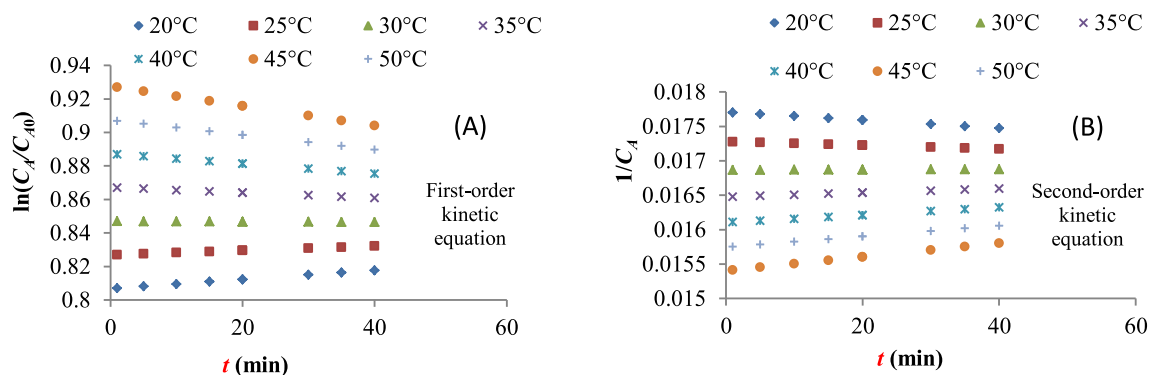 20°C 25°C 30°C 35°C
40°C 45°C 50°C
0.94
0.92
0.9
0.88
0.86
0.84
0.82
0.8
0 20 40 60
ln(CA/CA0)
t (min)
(A)
First-order
kinetic
equation
20°C 25°C 30°C 35°C
40°C 45°C 50°C
0.018
0.0175
0.017
0.0165
0.016
0.0155
0.015
0 20 40 60
1/CA
t (min)
(B)
Second-order
kinetic
equation